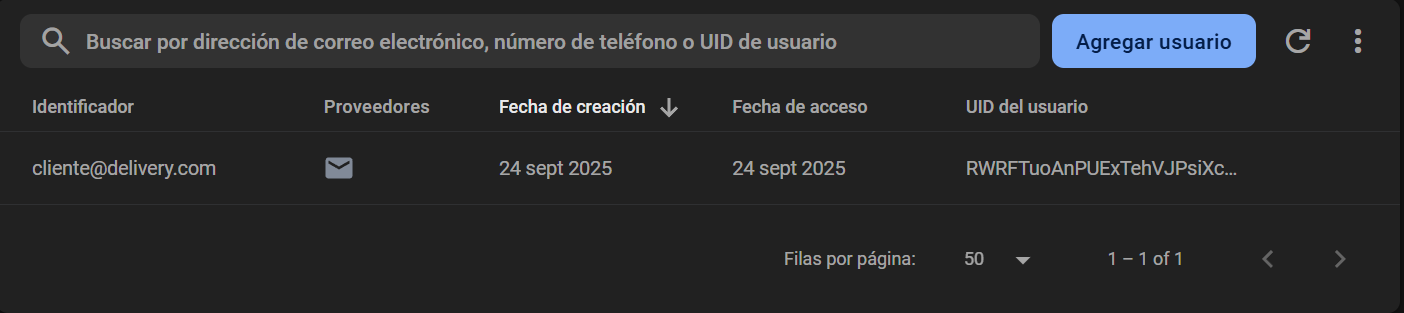 Buscar por dirección de correo electrónico, número de teléfono o UID de usuario Agregar usuario
Identificador Proveedores Fecha de creación Fecha de acceso UID del usuario
cliente@delivery.com 24 sept 2025 24 sept 2025 RWRFTuoAnPUExTehVJPsiXc...
Filas por página: 50 1 – 1 of 1